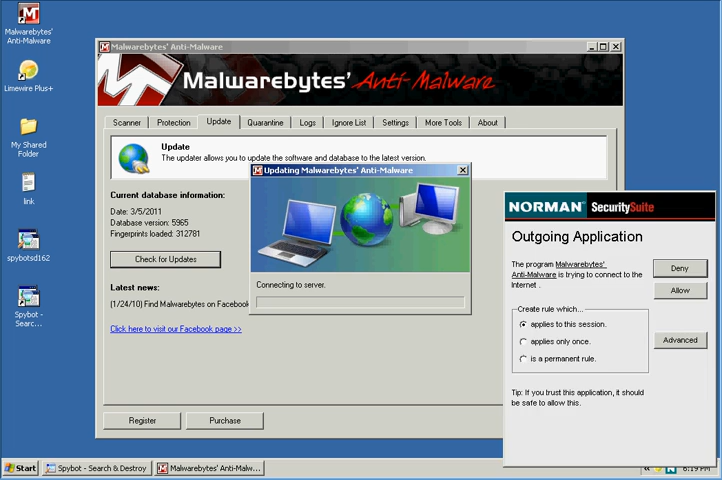 Malwarebytes'
Anti-Malware
Limewire Plus+
My Shared
Folder
link
spybotsd162
Spybot -
Searc...
Malwarebytes' Anti-Malware
Malwarebytes' Anti-Malware
Scanner
Protection
Update
Quarantine
Logs
Ignore List
Settings
More Tools
About
Update
The updater allows you to update the software and database to the latest version.
Current database information:
Date: 3/5/2011
Database version: 5965
Fingerprints loaded: 312781
Check for Updates
Latest news:
(1/24/10) Find Malwarebytes on Facebook
Click here to visit our Facebook page >>
Register
Purchase
Updating Malwarebytes' Anti-Malware
Connecting to server.
NORMAN SecuritySuite
Outgoing Application
The program Malwarebytes'
Anti-Malware is trying to connect to the
Internet .
Deny
Allow
Create rule which...
applies to this session.
applies only once.
is a permanent rule.
Advanced
Tip: If you trust this application, it should
be safe to allow this.
Start
Spybot - Search & Destroy
Malwarebytes' Anti-Malw...
6:19 PM